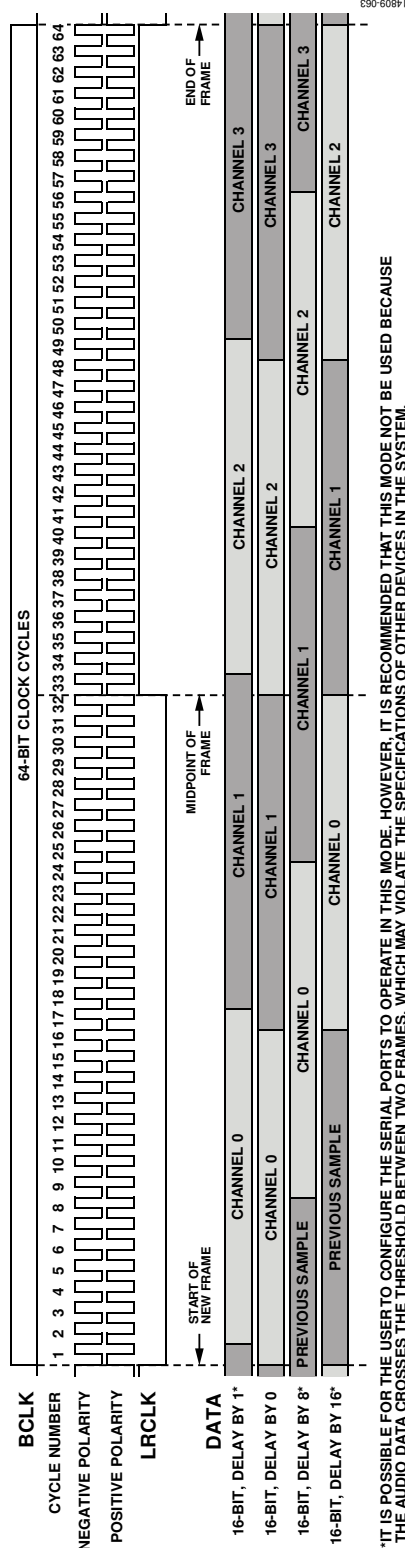 64-BIT CLOCK CYCLES
BCLK
CYCLE NUMBER 1 2 3 4 5 6 7 8 9 10 11 12 13 14 15 16 17 18 19 20 21 22 23 24 25 26 27 28 29 30 31 32 33 34 35 36 37 38 39 40 41 42 43 44 45 46 47 48 49 50 51 52 53 54 55 56 57 58 59 60 61 62 63 64
NEGATIVE POLARITY
POSITIVE POLARITY
LRCLK
START OF
NEW FRAME
MIDPOINT OF
FRAME
END OF
FRAME
DATA
16-BIT, DELAY BY 1* CHANNEL 0 CHANNEL 1 CHANNEL 2 CHANNEL 3
16-BIT, DELAY BY 0 CHANNEL 0 CHANNEL 1 CHANNEL 2 CHANNEL 3
16-BIT, DELAY BY 8* PREVIOUS SAMPLE CHANNEL 0 CHANNEL 1 CHANNEL 2 CHANNEL 3
16-BIT, DELAY BY 16* PREVIOUS SAMPLE CHANNEL 0 CHANNEL 1 CHANNEL 2
*IT IS POSSIBLE FOR THE USER TO CONFIGURE THE SERIAL PORTS TO OPERATE IN THIS MODE. HOWEVER, IT IS RECOMMENDED THAT THIS MODE NOT BE USED BECAUSE
THE AUDIO DATA CROSSES THE THRESHOLD BETWEEN TWO FRAMES, WHICH MAY VIOLATE THE SPECIFICATIONS OF OTHER DEVICES IN THE SYSTEM.
14809-063